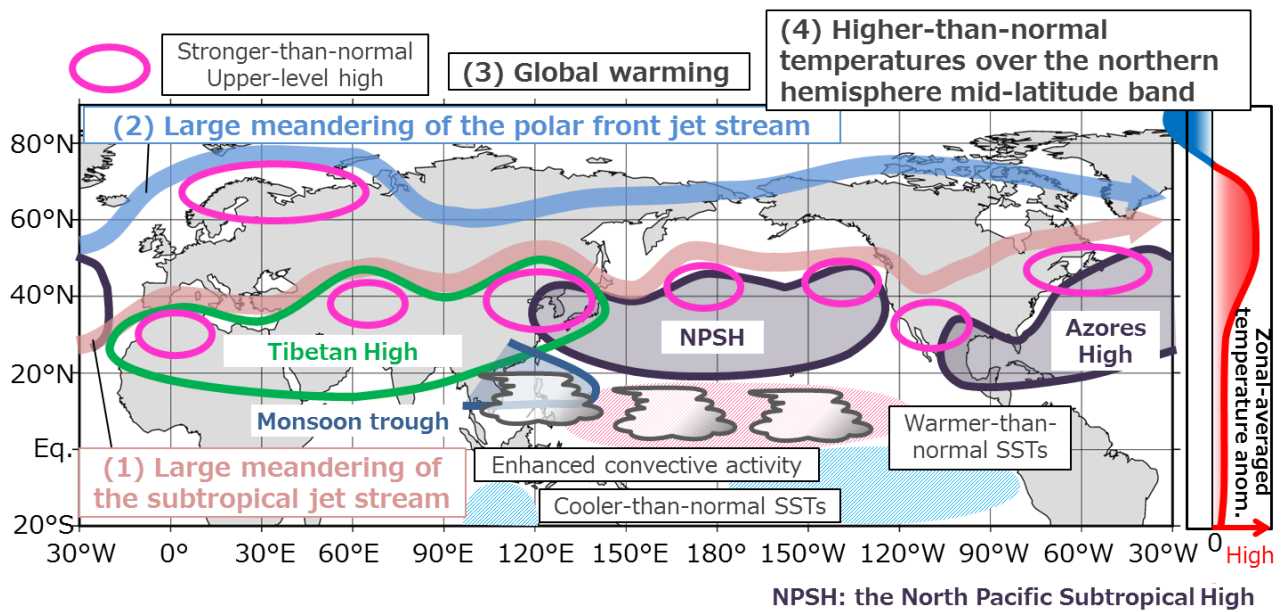 Stronger-than-normal
Upper-level high
(3) Global warming
(4) Higher-than-normal
temperatures over the northern
hemisphere mid-latitude band
(2) Large meandering of the polar front jet stream
80°N
60°N
40°N
20°N
Eq.
20°S
Tibetan High
NPSH
Azores
High
Monsoon trough
Warmer-than-
normal SSTs
(1) Large meandering of
the subtropical jet stream
Enhanced convective activity
Cooler-than-normal SSTs
Zonal-averaged
temperature anom.
30°W 0° 30°E 60°E 90°E 120°E 150°E 180° 150°W 120°W 90°W 60°W 30°W
0
High
NPSH: the North Pacific Subtropical High